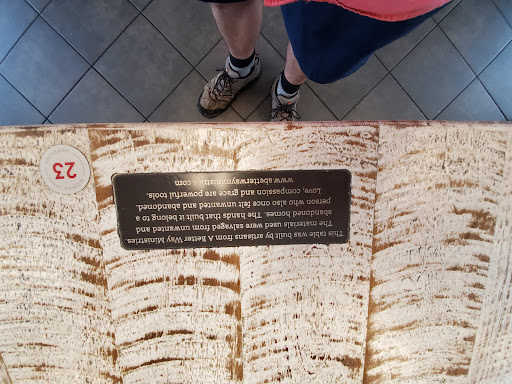 This table was built by artisans from A Better Way Ministries.
The materials used were salvaged from unwanted and
abandoned homes. The hands that built it belong to a
person who also once felt unwanted and abandoned.
Love, compassion and grace are powerful tools.
www.abetterwayministries.com
23